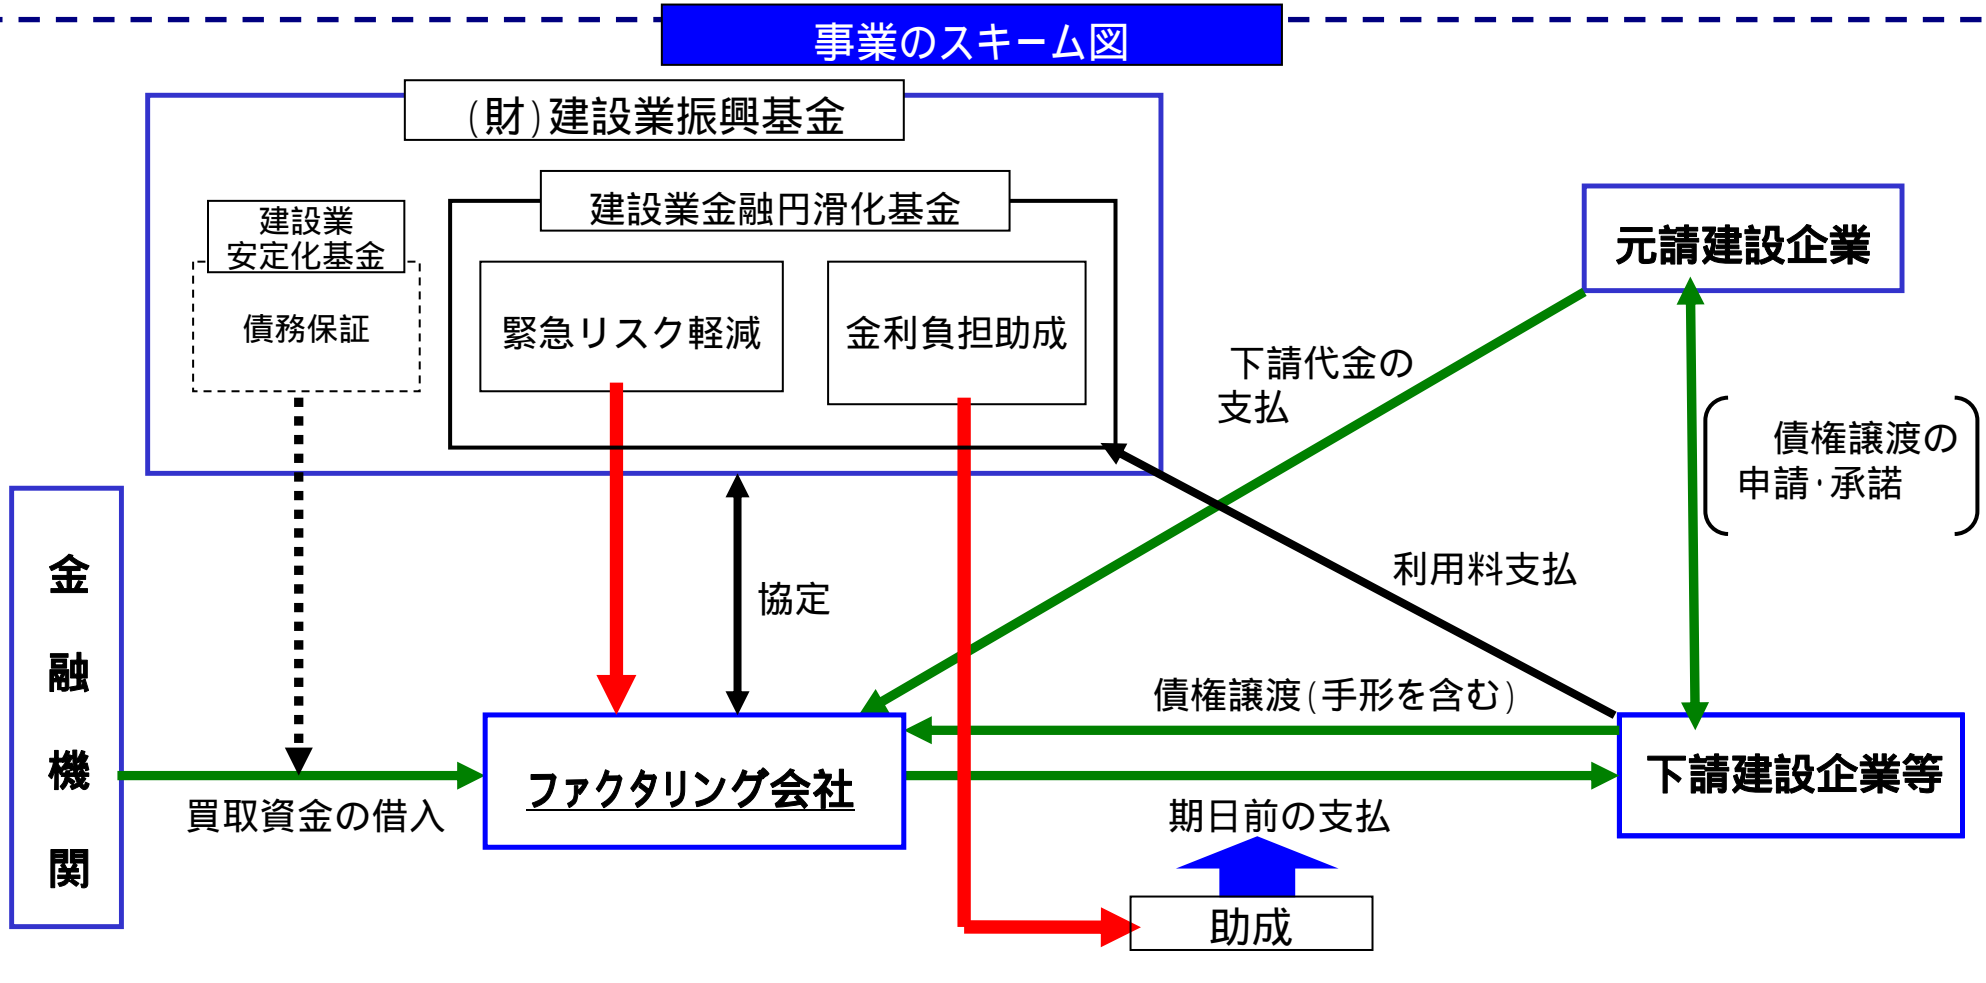 事業のスキーム図
(財)建設業振興基金
建設業金融円滑化基金
建設業
安定化基金
債務保証
緊急リスク軽減
金利負担助成
元請建設企業
下請代金の
支払
債権譲渡の
申請・承諾
利用料支払
協定
金
融
機
関
債権譲渡(手形を含む)
ファクタリング会社
下請建設企業等
買取資金の借入
期日前の支払
助成